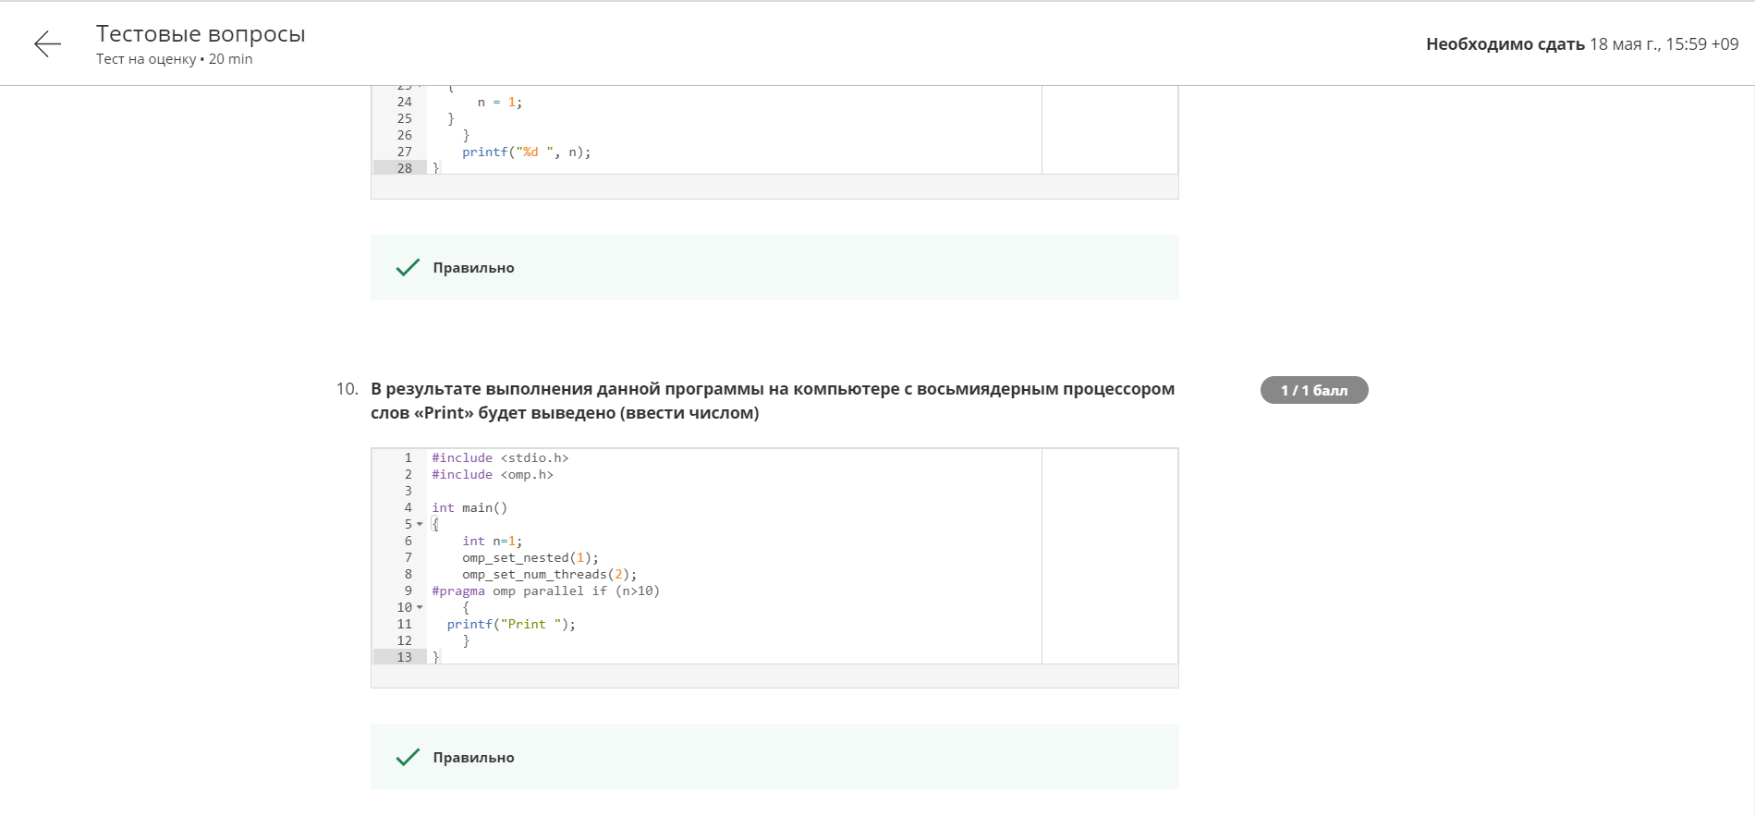 Тестовые вопросы
Тест на оценку • 20 min
Необходимо сдать 18 мая г., 15:59 +09
23 {
24 n = 1;
25 }
26 }
27 printf("%d ", n);
28 }
Правильно
10. В результате выполнения данной программы на компьютере с восьмиядерным процессором
слов «Print» будет выведено (ввести числом)
1 / 1 балл
1 #include <stdio.h>
2 #include <omp.h>
3
4 int main()
5 {
6 int n=1;
7 omp_set_nested(1);
8 omp_set_num_threads(2);
9 #pragma omp parallel if (n>10)
10 {
11 printf("Print ");
12 }
13 }
Правильно